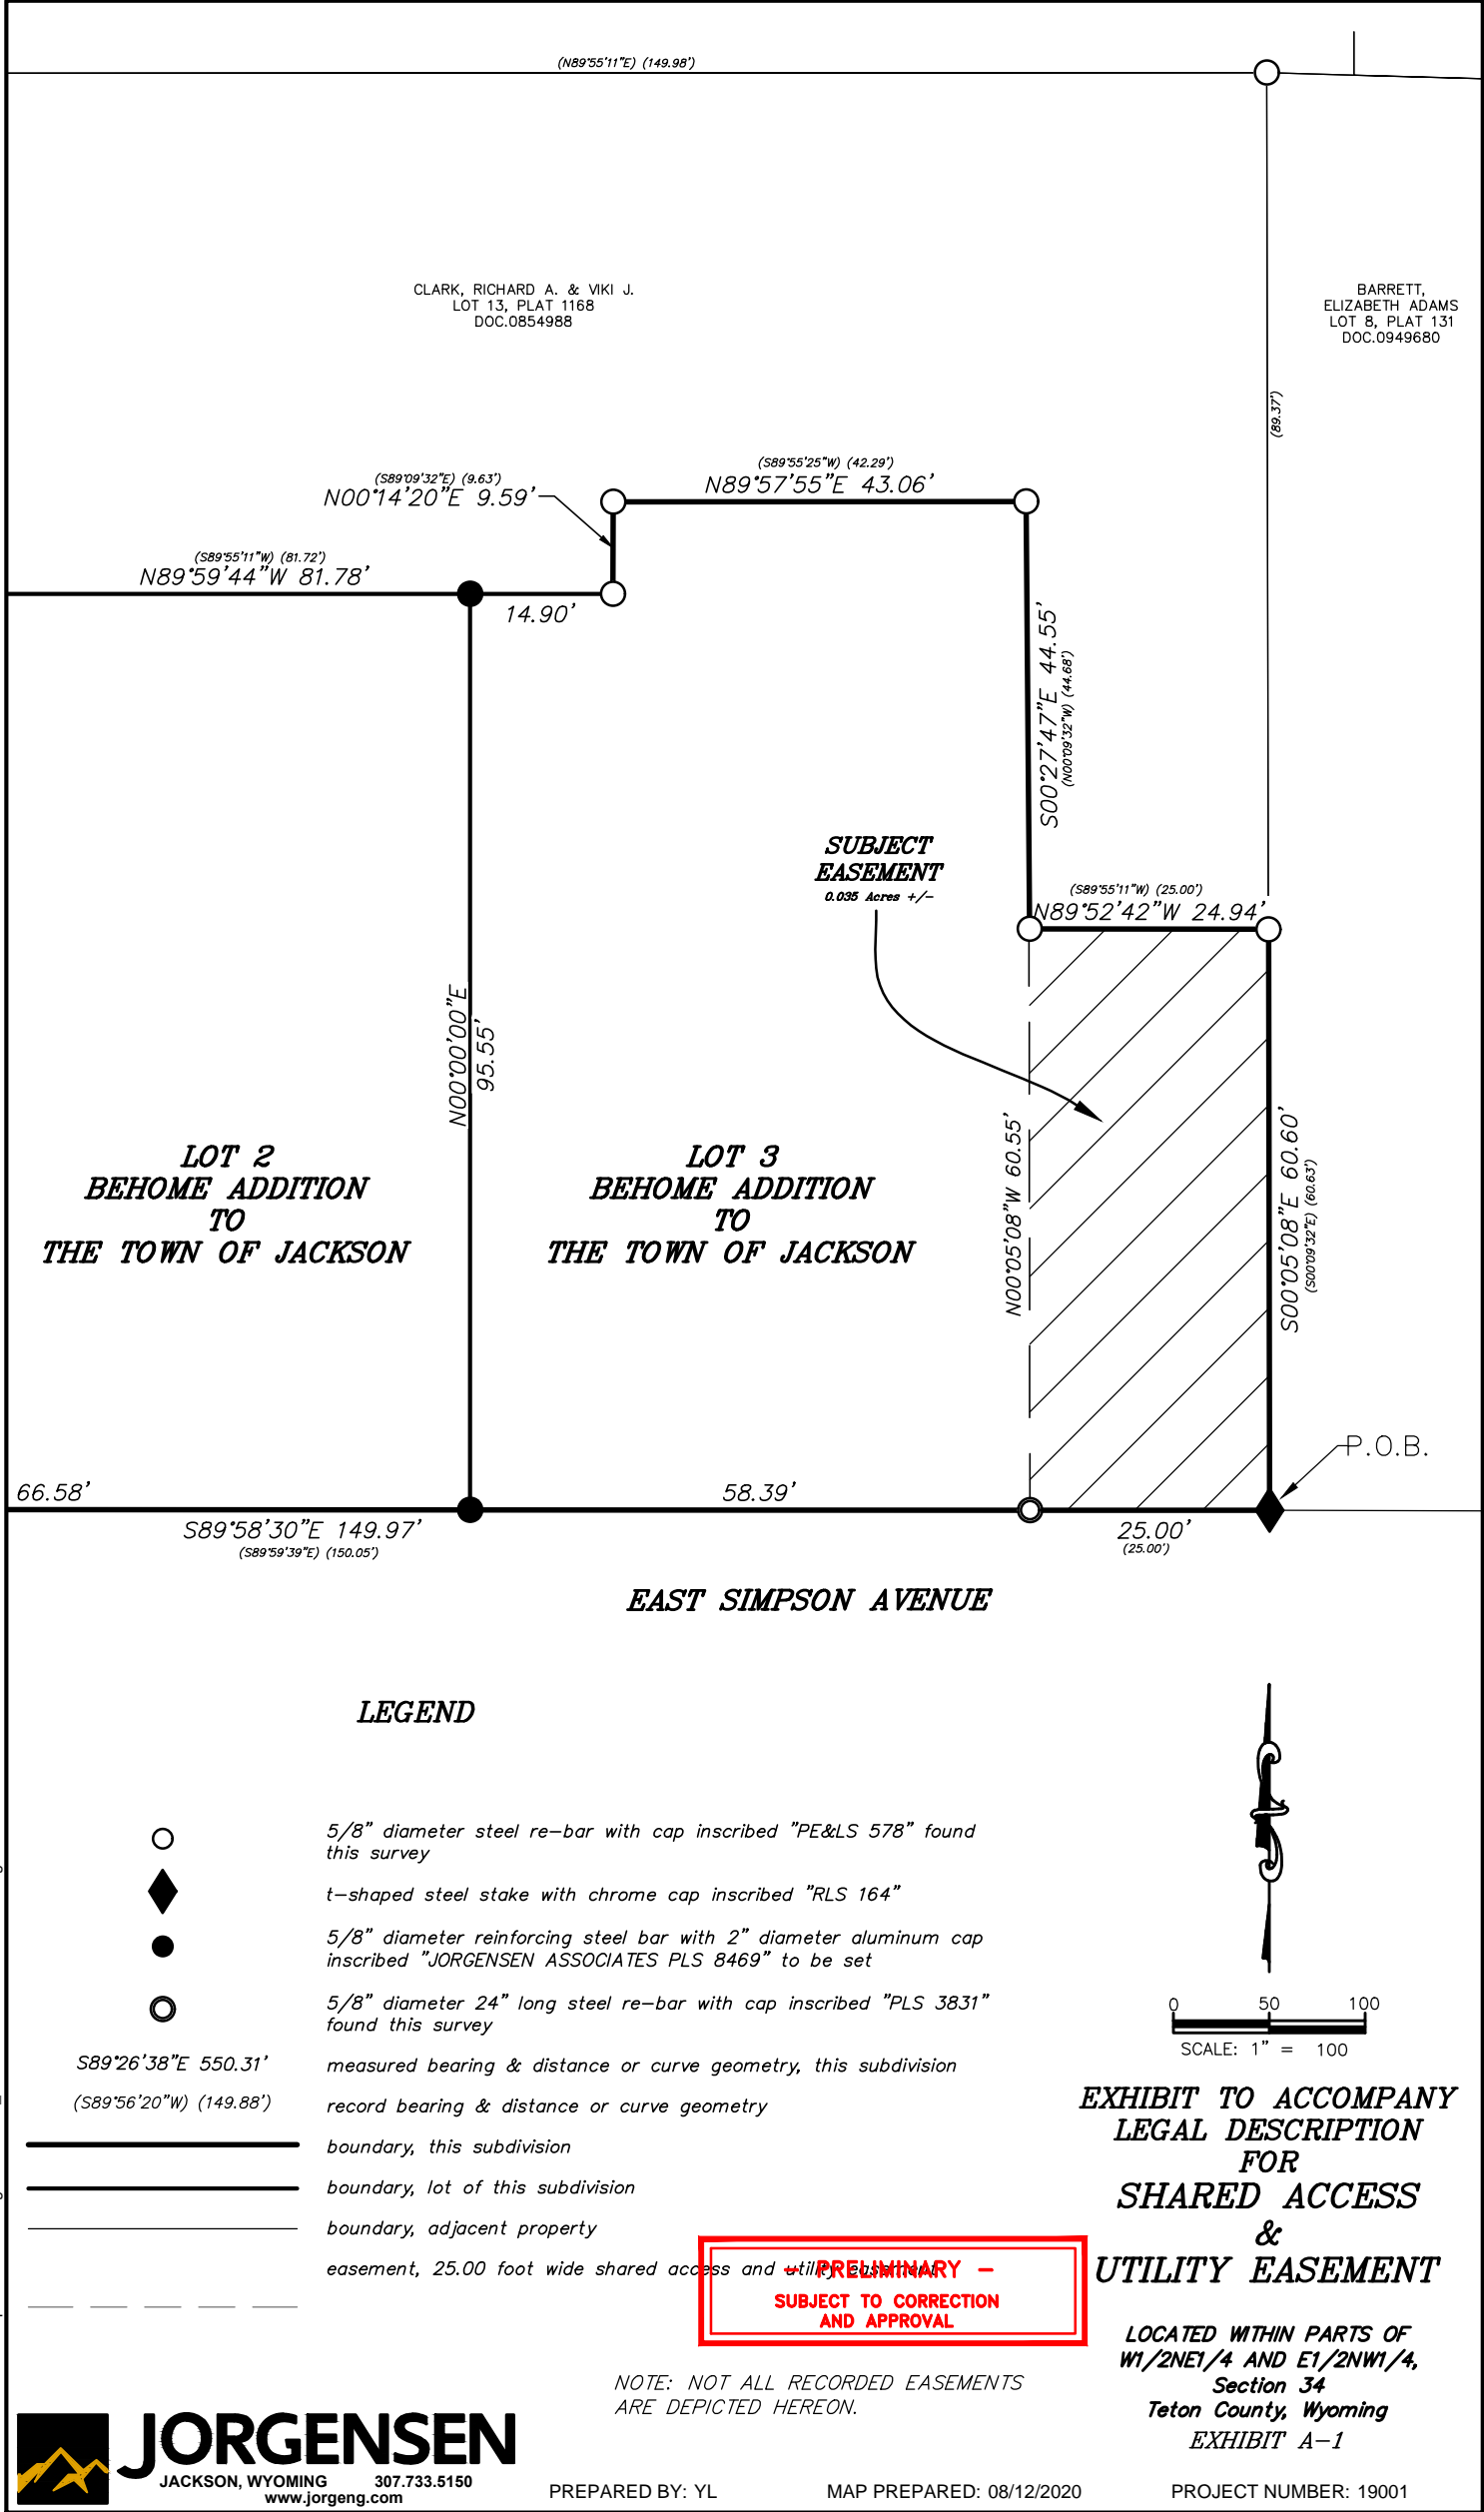 (N89°55'11"E) (149.98')
CLARK, RICHARD A. & VIKI J.
LOT 13, PLAT 1168
DOC.0854988
BARRETT,
ELIZABETH ADAMS
LOT 8, PLAT 131
DOC.0949680
(89.37')
(S89°55'25"W) (42.29')
N89°57'55"E 43.06'
(S89°09'32"E) (9.63')
N00°14'20"E 9.59'
(S89°55'11"W) (81.72')
N89°59'44"W 81.78'
14.90'
S00°27'47"E 44.55'
(N00°09'32"W) (44.68')
SUBJECT
EASEMENT
0.035 Acres +/-
(S89°55'11"W) (25.00')
N89°52'42"W 24.94'
N00°00'00"E
95.55'
LOT 2
BEHOME ADDITION
TO
THE TOWN OF JACKSON
LOT 3
BEHOME ADDITION
TO
THE TOWN OF JACKSON
N00°05'08"W 60.55'
S00°05'08"E 60.60'
(S00°09'32"E) (60.63')
P.O.B.
66.58'
58.39'
S89°58'30"E 149.97'
(S89°59'39"E) (150.05')
25.00'
(25.00')
EAST SIMPSON AVENUE
LEGEND
5/8" diameter steel re-bar with cap inscribed "PE&LS 578" found
this survey
t-shaped steel stake with chrome cap inscribed "RLS 164"
5/8" diameter reinforcing steel bar with 2" diameter aluminum cap
inscribed "JORGENSEN ASSOCIATES PLS 8469" to be set
5/8" diameter 24" long steel re-bar with cap inscribed "PLS 3831"
found this survey
S89°26'38"E 550.31'
measured bearing & distance or curve geometry, this subdivision
(S89°56'20"W) (149.88')
record bearing & distance or curve geometry
boundary, this subdivision
boundary, lot of this subdivision
boundary, adjacent property
easement, 25.00 foot wide shared access and utility easement
- PRELIMINARY -
SUBJECT TO CORRECTION
AND APPROVAL
NOTE: NOT ALL RECORDED EASEMENTS
ARE DEPICTED HEREON.
0 50 100
SCALE: 1" = 100
EXHIBIT TO ACCOMPANY
LEGAL DESCRIPTION
FOR
SHARED ACCESS
&
UTILITY EASEMENT
LOCATED WITHIN PARTS OF
W1/2NE1/4 AND E1/2NW1/4,
Section 34
Teton County, Wyoming
EXHIBIT A-1
JORGENSEN
JACKSON, WYOMING 307.733.5150
www.jorgeng.com
PREPARED BY: YL
MAP PREPARED: 08/12/2020
PROJECT NUMBER: 19001